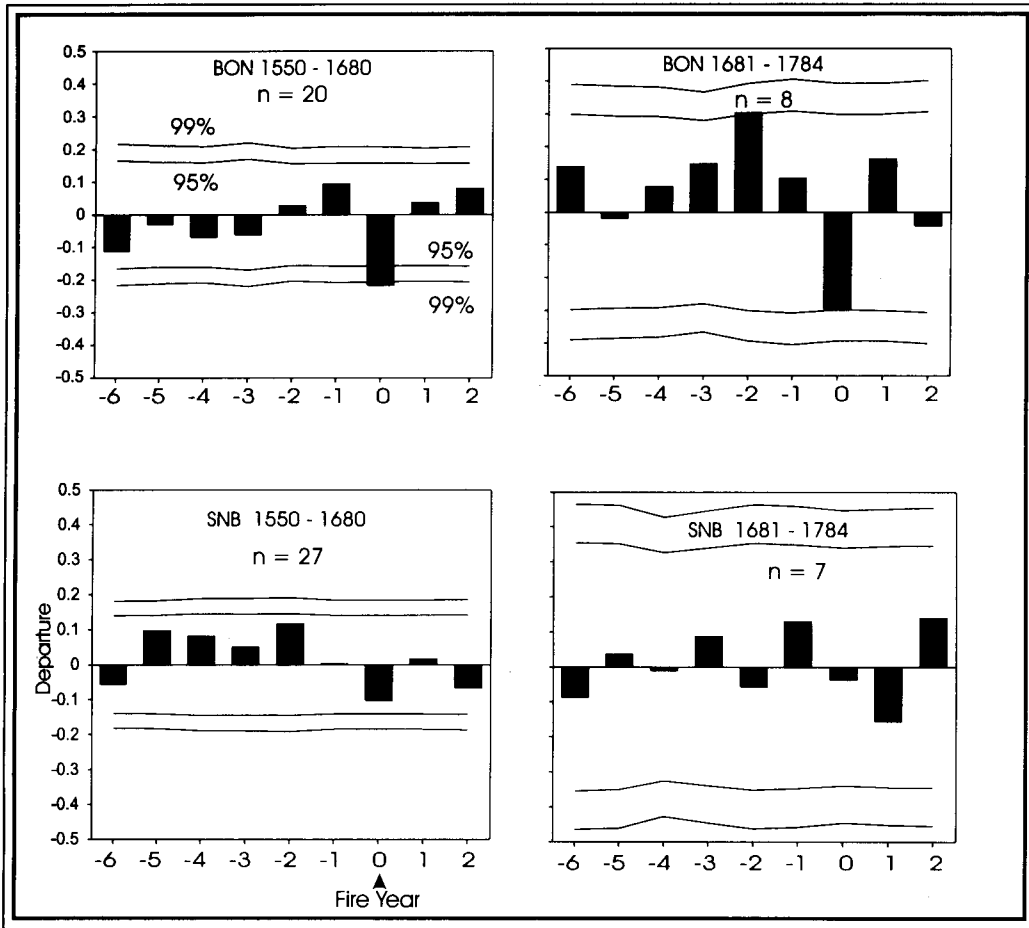 BON 1550 - 1680
n = 20
99%
95%
95%
99%
0.5
0.4
0.3
0.2
0.1
0
-0.1
-0.2
-0.3
-0.4
-0.5
-6 -5 -4 -3 -2 -1 0 1 2
BON 1681 - 1784
n = 8
-6 -5 -4 -3 -2 -1 0 1 2
SNB 1550 - 1680
n = 27
Departure
0.5
0.4
0.3
0.2
0.1
0
-0.1
-0.2
-0.3
-0.4
-0.5
-6 -5 -4 -3 -2 -1 0 1 2
Fire Year
SNB 1681 - 1784
n = 7
-6 -5 -4 -3 -2 -1 0 1 2